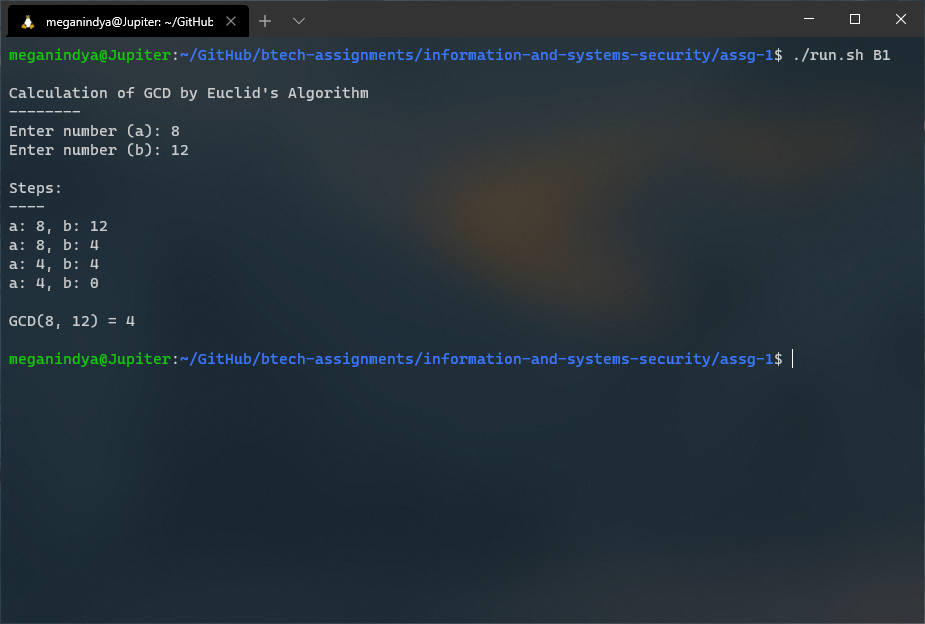 meganindya@Jupiter: ~/GitHub
meganindya@Jupiter:~/GitHub/btech-assignments/information-and-systems-security/assg-1$ ./run.sh B1
Calculation of GCD by Euclid's Algorithm
--------
Enter number (a): 8
Enter number (b): 12
Steps:
----
a: 8, b: 12
a: 8, b: 4
a: 4, b: 4
a: 4, b: 0
GCD(8, 12) = 4
meganindya@Jupiter:~/GitHub/btech-assignments/information-and-systems-security/assg-1$